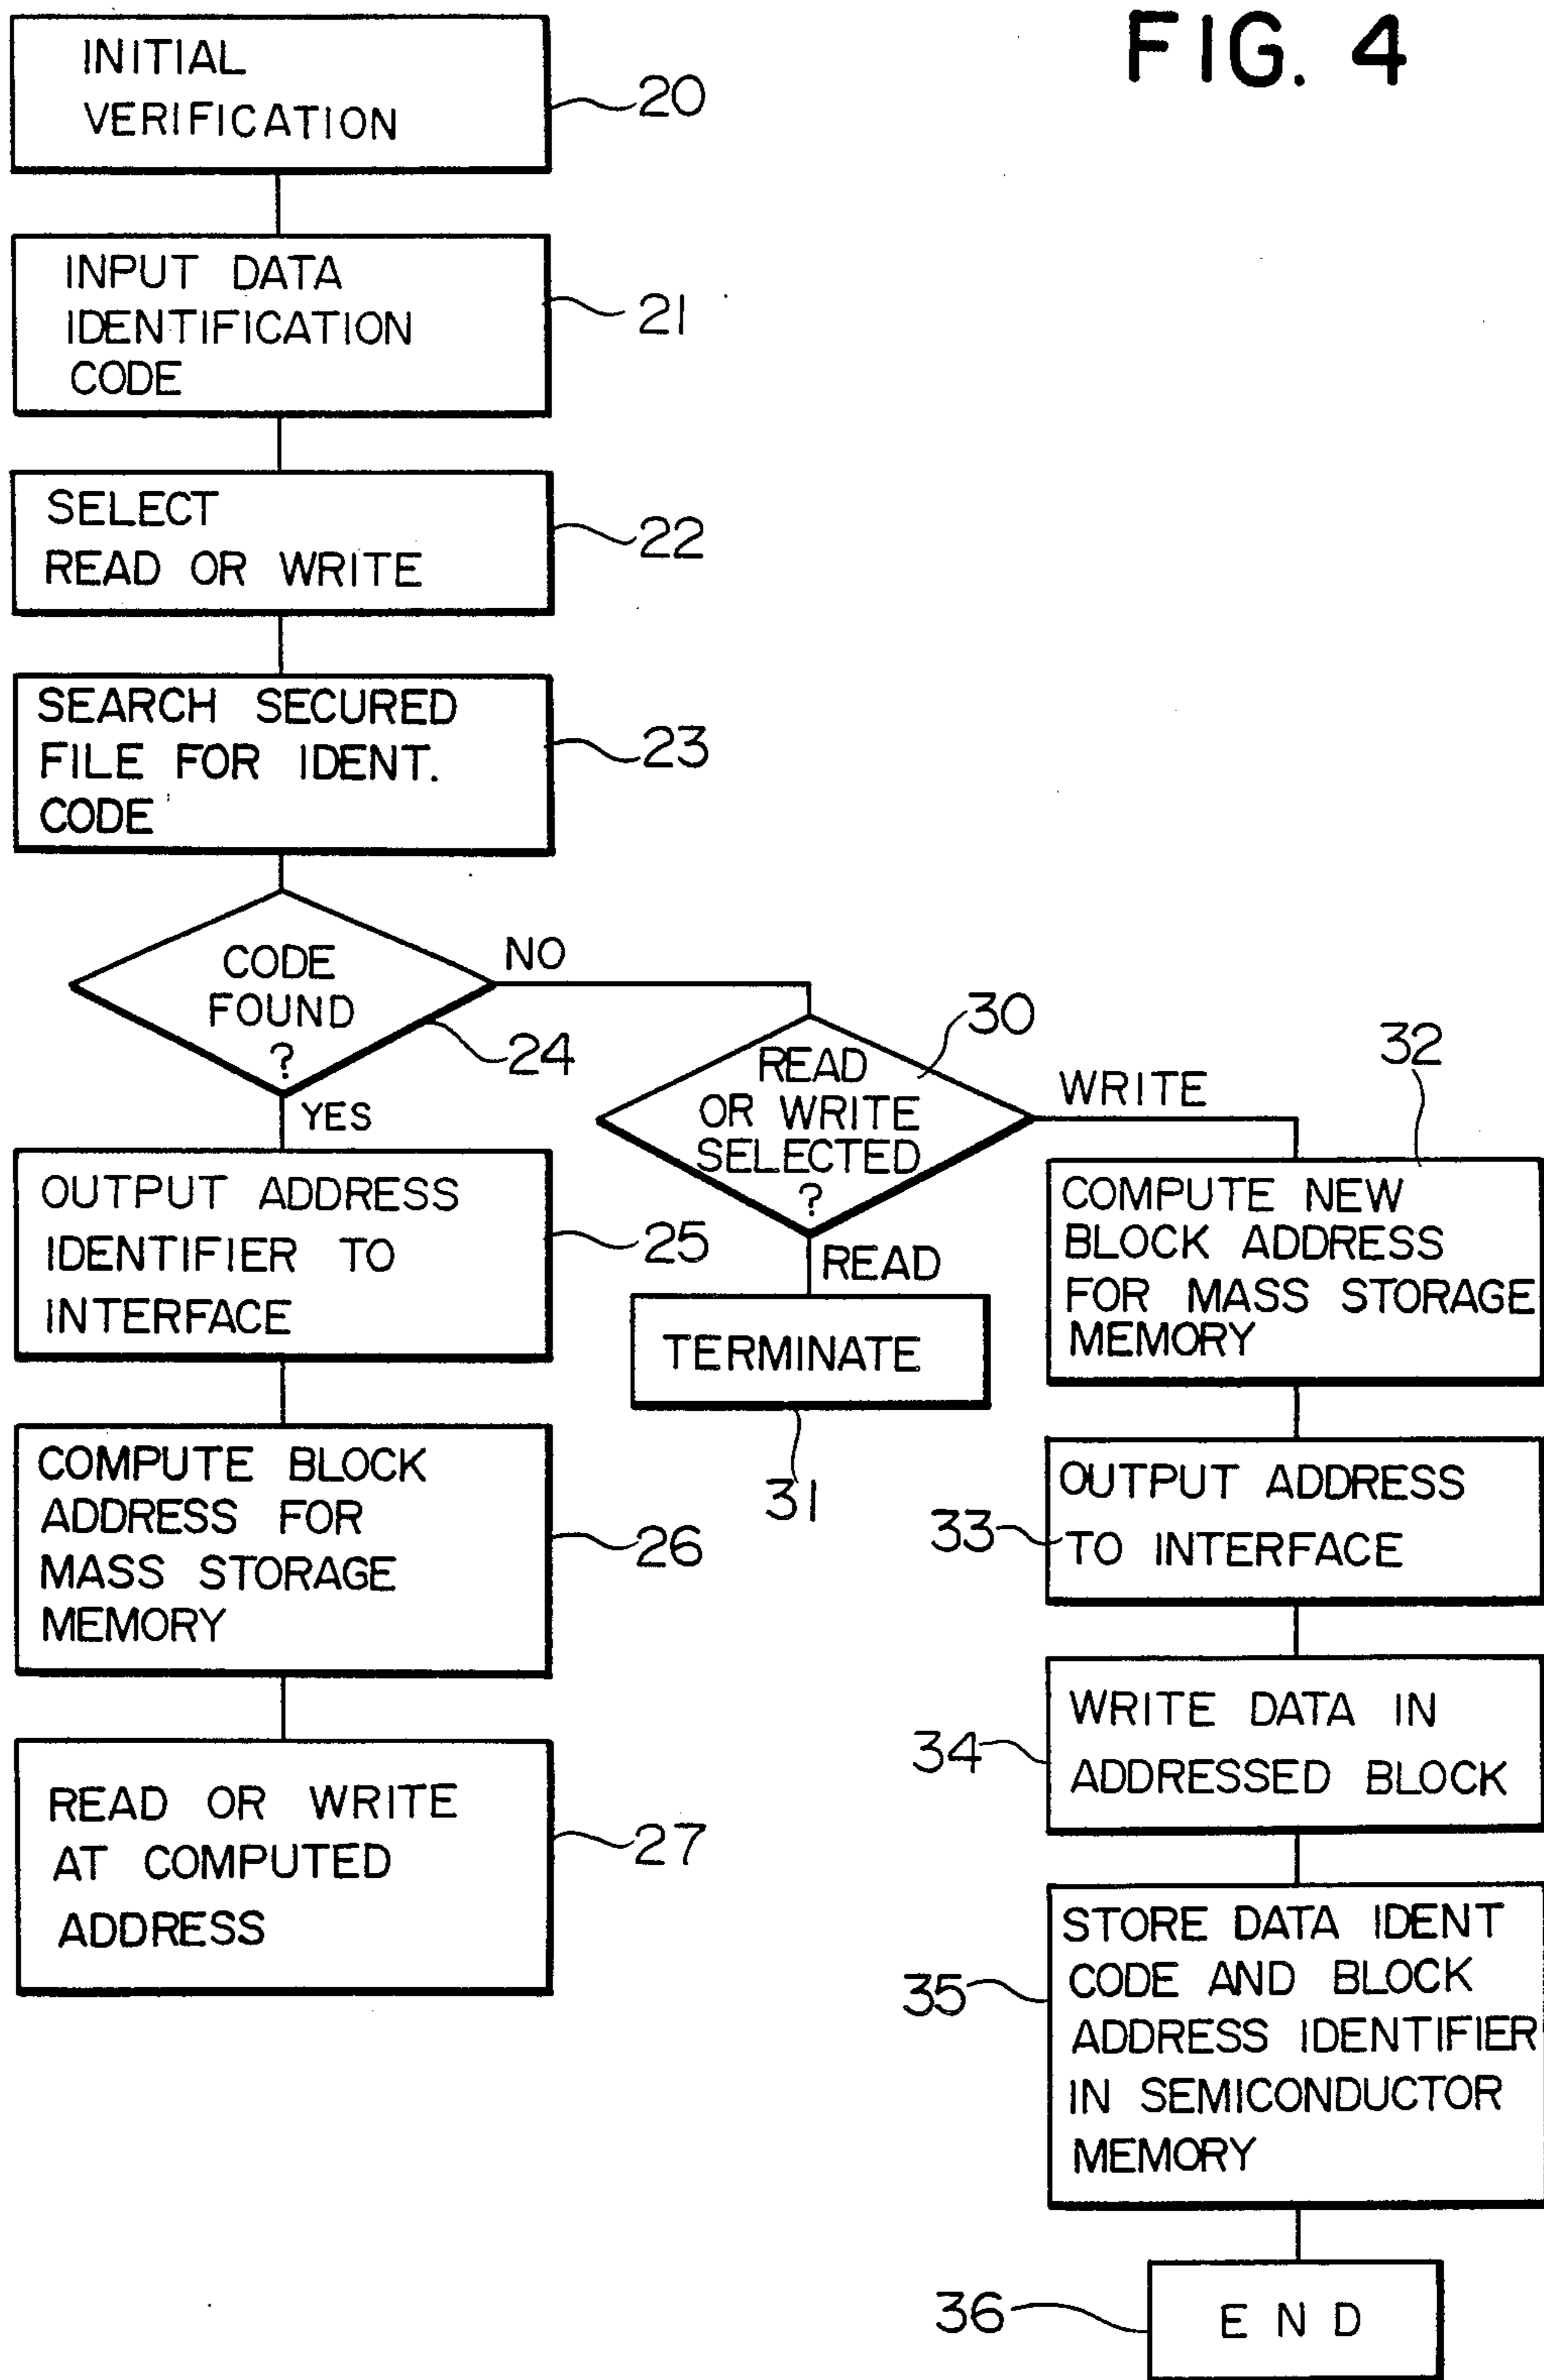 FIG. 4
INITIAL
VERIFICATION
20
INPUT DATA
IDENTIFICATION
CODE
21
SELECT
READ OR WRITE
22
SEARCH SECURED
FILE FOR IDENT.
CODE
23
CODE
FOUND
?
24
NO
YES
OUTPUT ADDRESS
IDENTIFIER TO
INTERFACE
25
COMPUTE BLOCK
ADDRESS FOR
MASS STORAGE
MEMORY
26
READ OR WRITE
AT COMPUTED
ADDRESS
27
READ
OR WRITE
SELECTED
?
30
READ
TERMINATE
31
WRITE
32
COMPUTE NEW
BLOCK ADDRESS
FOR MASS STORAGE
MEMORY
OUTPUT ADDRESS
TO INTERFACE
33
WRITE DATA IN
ADDRESSED BLOCK
34
STORE DATA IDENT
CODE AND BLOCK
ADDRESS IDENTIFIER
IN SEMICONDUCTOR
MEMORY
35
END
36